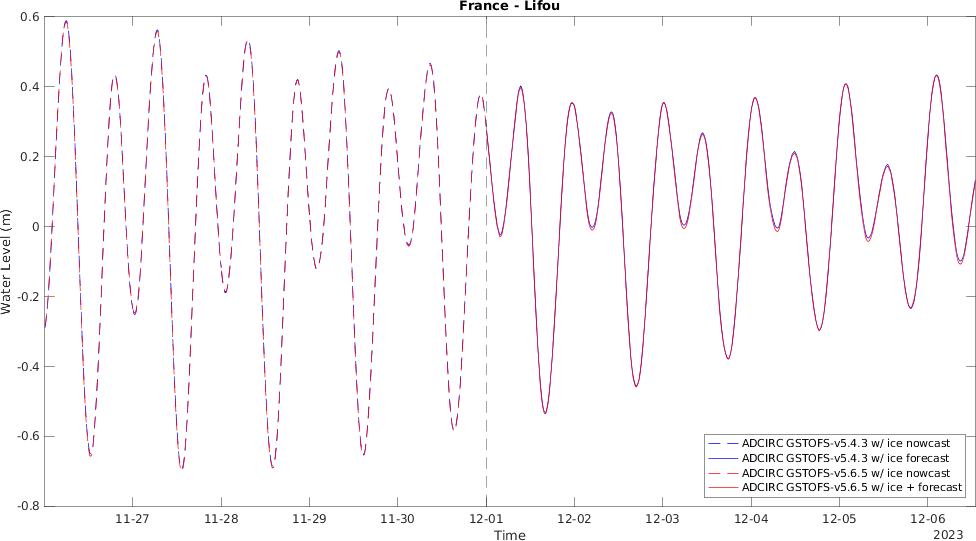 France - Lifou
0.6
0.4
0.2
0
-0.2
-0.4
-0.6
-0.8
Water Level (m)
ADCIRC GSTOFS-v5.4.3 w/ ice nowcast
ADCIRC GSTOFS-v5.4.3 w/ ice forecast
ADCIRC GSTOFS-v5.6.5 w/ ice nowcast
ADCIRC GSTOFS-v5.6.5 w/ ice + forecast
11-27 11-28 11-29 11-30 12-01 12-02 12-03 12-04 12-05 12-06
Time
2023